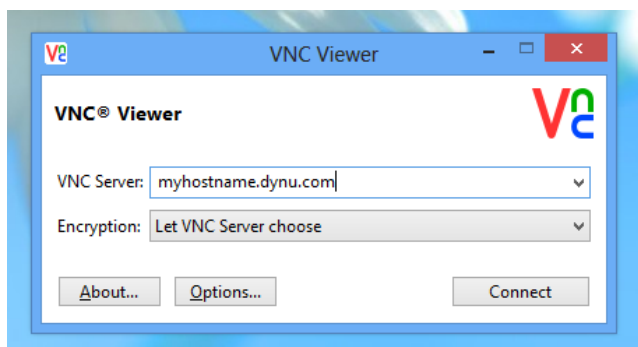 VNC Viewer
VNC® Viewer
VNC Server: myhostname.dynu.com
Encryption: Let VNC Server choose
About... Options... Connect